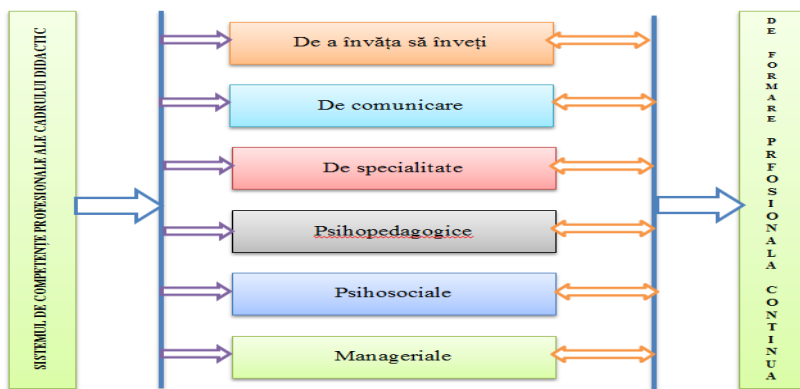 SISTEMUL DE COMPETENȚE PROFESIONALE ALE CADRULUI DIDACTIC
De a învăța să înveți
De comunicare
De specialitate
Psihopedagogice
Psihosociale
Manageriale
DE FORMARE PRFOSIONALA CONTINUA